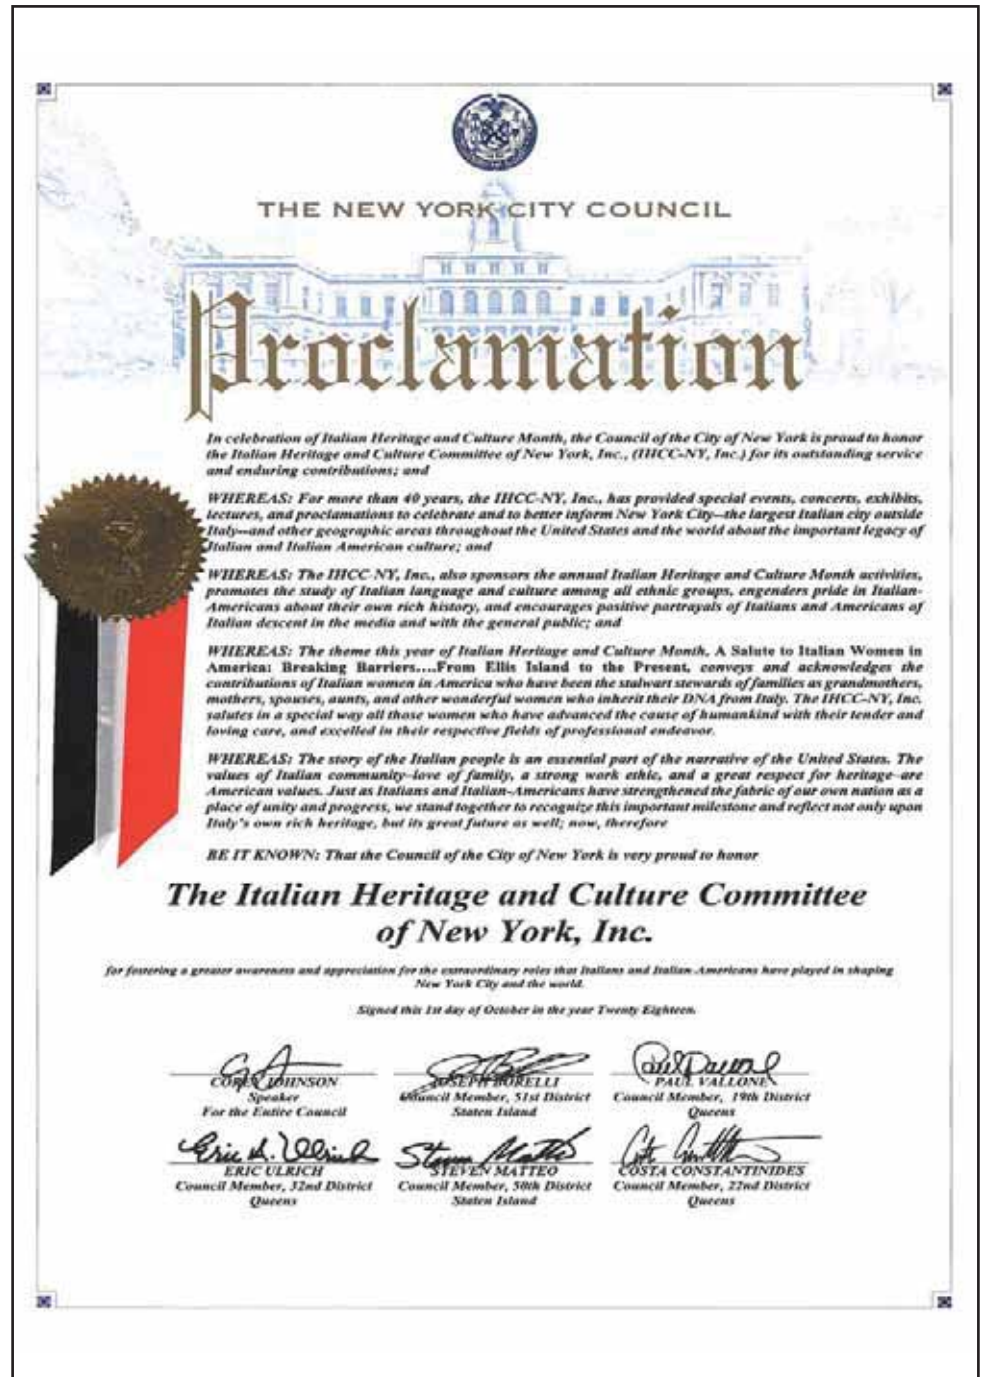 THE NEW YORK CITY COUNCIL
Proclamation
In celebration of Italian Heritage and Culture Month, the Council of the City of New York is proud to honor
the Italian Heritage and Culture Committee of New York, Inc., (IHCC-NY, Inc.) for its outstanding service
and enduring contributions; and
WHEREAS: For more than 40 years, the IHCC-NY, Inc., has provided special events, concerts, exhibits,
lectures, and proclamations to celebrate and to better inform New York City--the largest Italian city outside
Italy--and other geographic areas throughout the United States and the world about the important legacy of
Italian and Italian American culture; and
WHEREAS: The IHCC-NY, Inc., also sponsors the annual Italian Heritage and Culture Month activities,
promotes the study of Italian language and culture among all ethnic groups, engenders pride in Italian-
Americans about their own rich history, and encourages positive portrayals of Italians and Americans of
Italian descent in the media and with the general public; and
WHEREAS: The theme this year of Italian Heritage and Culture Month, A Salute to Italian Women in
America: Breaking Barriers....From Ellis Island to the Present, conveys and acknowledges the
contributions of Italian women in America who have been the stalwart stewards of families as grandmothers,
mothers, spouses, aunts, and other wonderful women who inherit their DNA from Italy. The IHCC-NY, Inc.
salutes in a special way all those women who have advanced the cause of humankind with their tender and
loving care, and excelled in their respective fields of professional endeavor.
WHEREAS: The story of the Italian people is an essential part of the narrative of the United States. The
values of Italian community–love of family, a strong work ethic, and a great respect for heritage–are
American values. Just as Italians and Italian-Americans have strengthened the fabric of our own nation as a
place of unity and progress, we stand together to recognize this important milestone and reflect not only upon
Italy's own rich heritage, but its great future as well; now, therefore
BE IT KNOWN: That the Council of the City of New York is very proud to honor
The Italian Heritage and Culture Committee
of New York, Inc.
for fostering a greater awareness and appreciation for the extraordinary roles that Italians and Italian-Americans have played in shaping
New York City and the world.
Signed this 1st day of October in the year Twenty Eighteen.
COREY JOHNSON
Speaker
For the Entire Council
JOSEPH BORELLI
Council Member, 51st District
Staten Island
PAUL VALLONE
Council Member, 19th District
Queens
Eric A. Ulrich
ERIC ULRICH
Council Member, 32nd District
Queens
Steven Matteo
STEVEN MATTEO
Council Member, 50th District
Staten Island
COSTA CONSTANTINIDES
Council Member, 22nd District
Queens